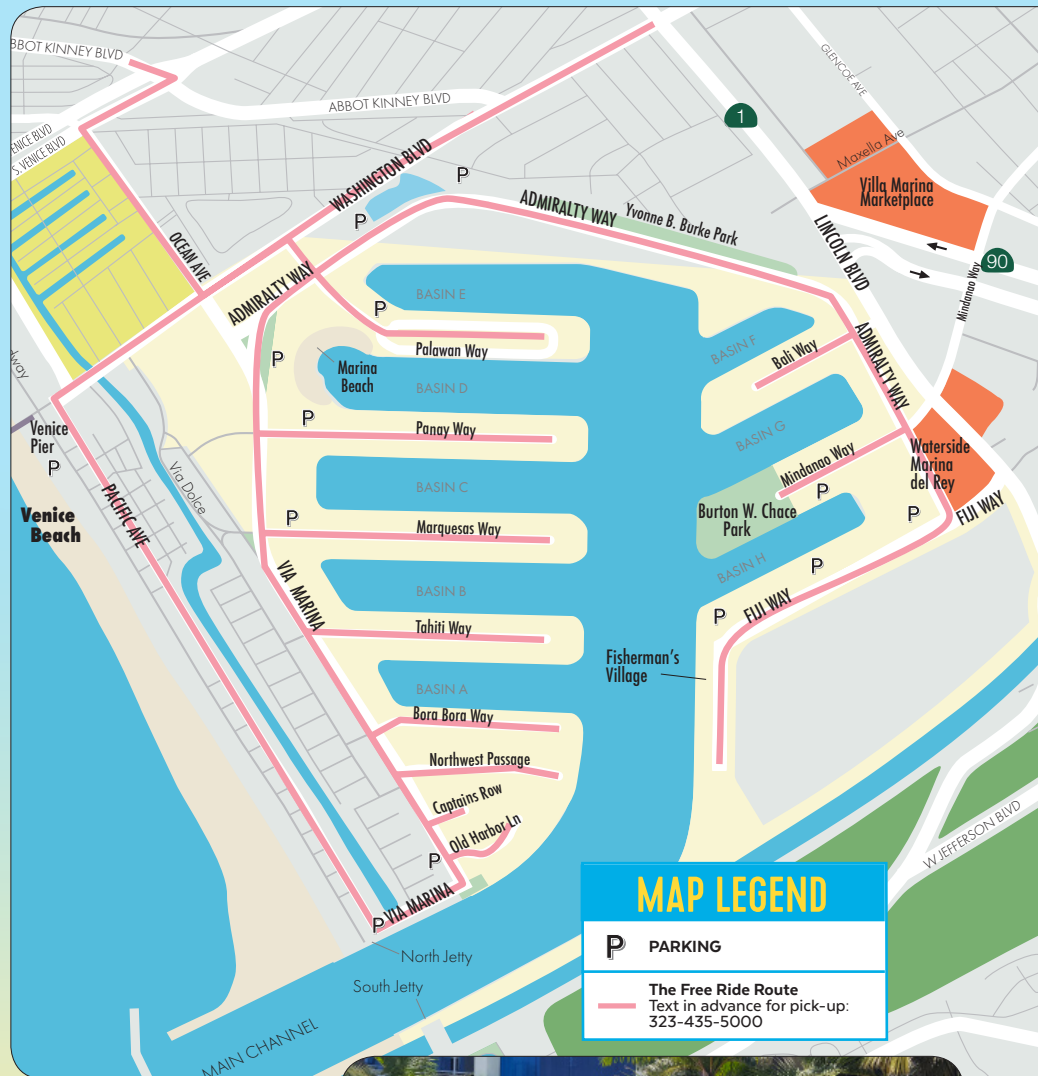 BBOT KINNEY BLVD
ABBOT KINNEY BLVD
GLENCOE AVE
1
ENICE BLVD
S. VENICE BLVD
Maxella Ave
WASHINGTON BLVD
P
Villa Marina
Marketplace
ADMIRALTY WAY
Yvonne B. Burke Park
P
OCEAN AVE
LINCOLN BLVD
90
Mindanao Way
ADMIRALTY WAY
BASIN E
P
Palawan Way
BASIN F
Bali Way
ADMIRALTY WAY
P
Marina
Beach
BASIN D
dway
P
Panay Way
BASIN G
Venice
Pier
P
Via Dolce
Mindanao Way
Waterside
Marina
del Rey
BASIN C
P
PACIFIC AVE
Venice
Beach
P
Marquesas Way
Burton W. Chace
Park
P
FIJI WAY
BASIN H
P
VIA MARINA
BASIN B
P
FIJI WAY
Tahiti Way
Fisherman's
Village
BASIN A
Bora Bora Way
Northwest Passage
Captains Row
Old Harbor Ln
P
W JEFFERSON BLVD
P
VIA MARINA
North Jetty
South Jetty
MAIN CHANNEL
MAP LEGEND
P PARKING
The Free Ride Route
Text in advance for pick-up:
323-435-5000